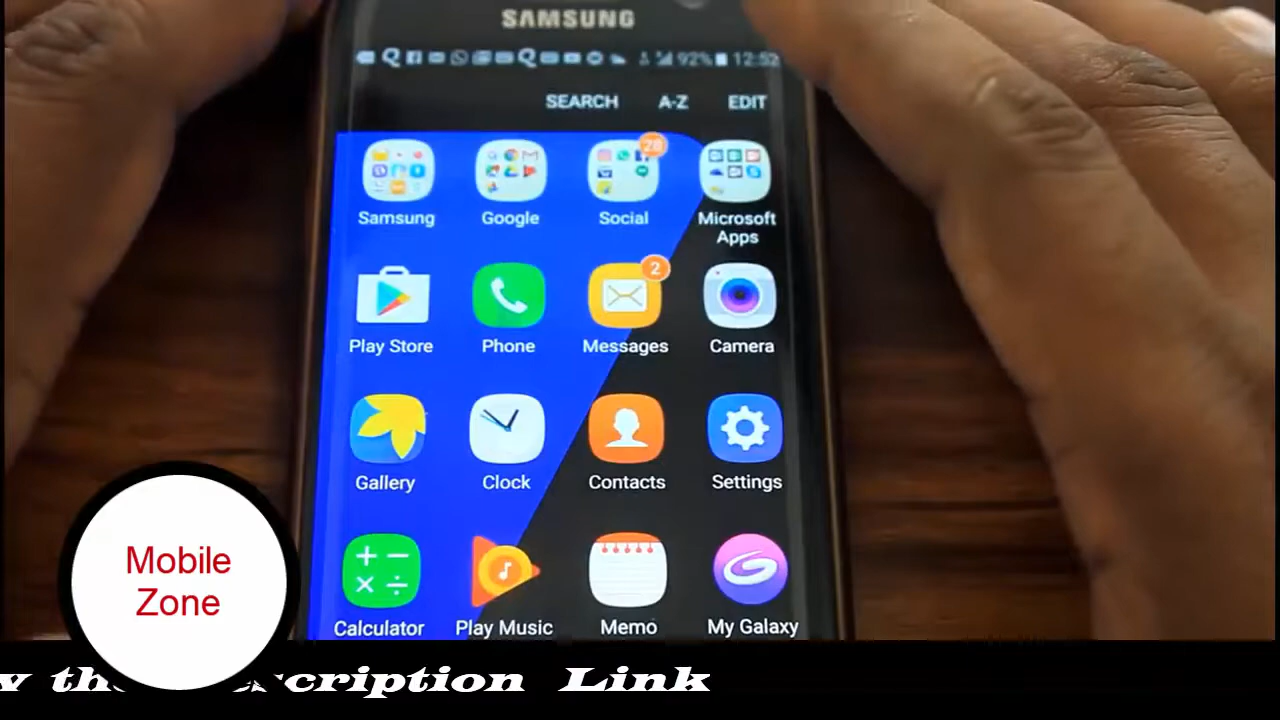 SAMSUNG
92% 12:52
SEARCH A-Z EDIT
28
Samsung Google Social Microsoft Apps
2
Play Store Phone Messages Camera
Gallery Clock Contacts Settings
Calculator Play Music Memo My Galaxy
Mobile
Zone
Link